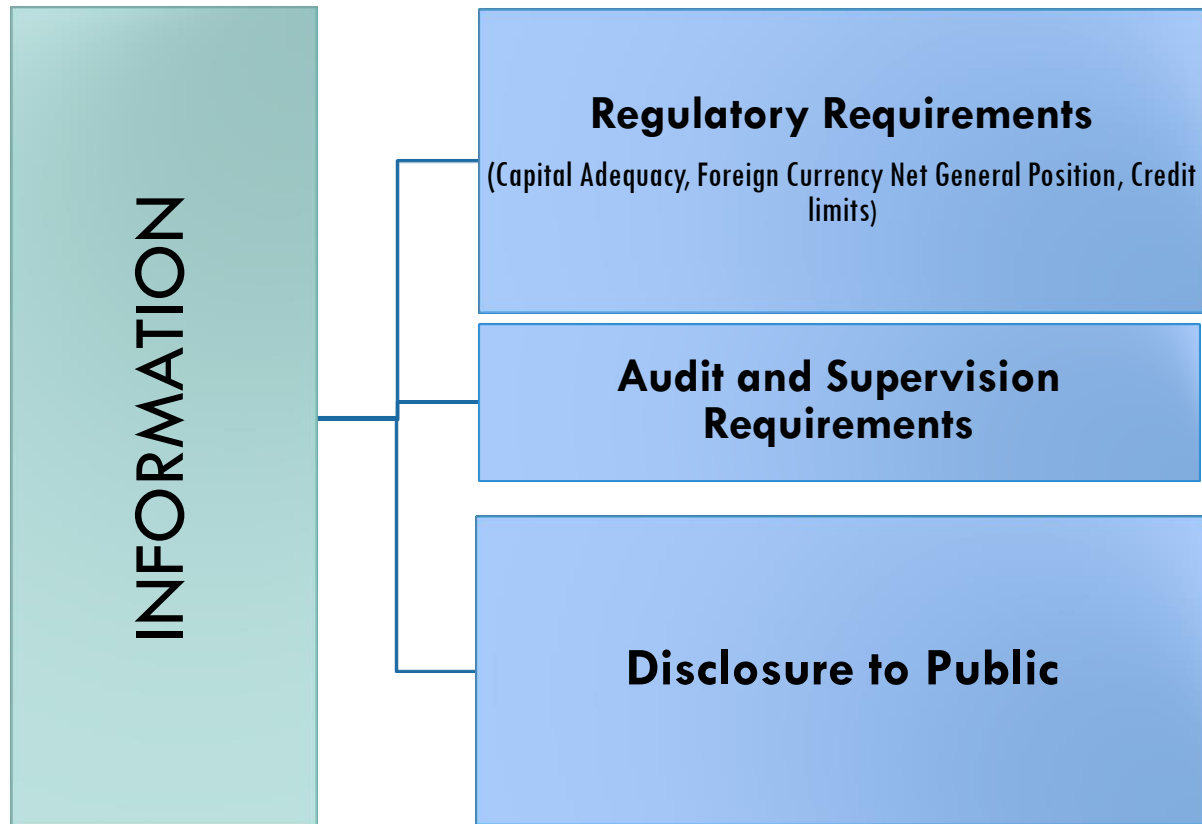 INFORMATION
Regulatory Requirements
(Capital Adequacy, Foreign Currency Net General Position, Credit
limits)
Audit and Supervision
Requirements
Disclosure to Public